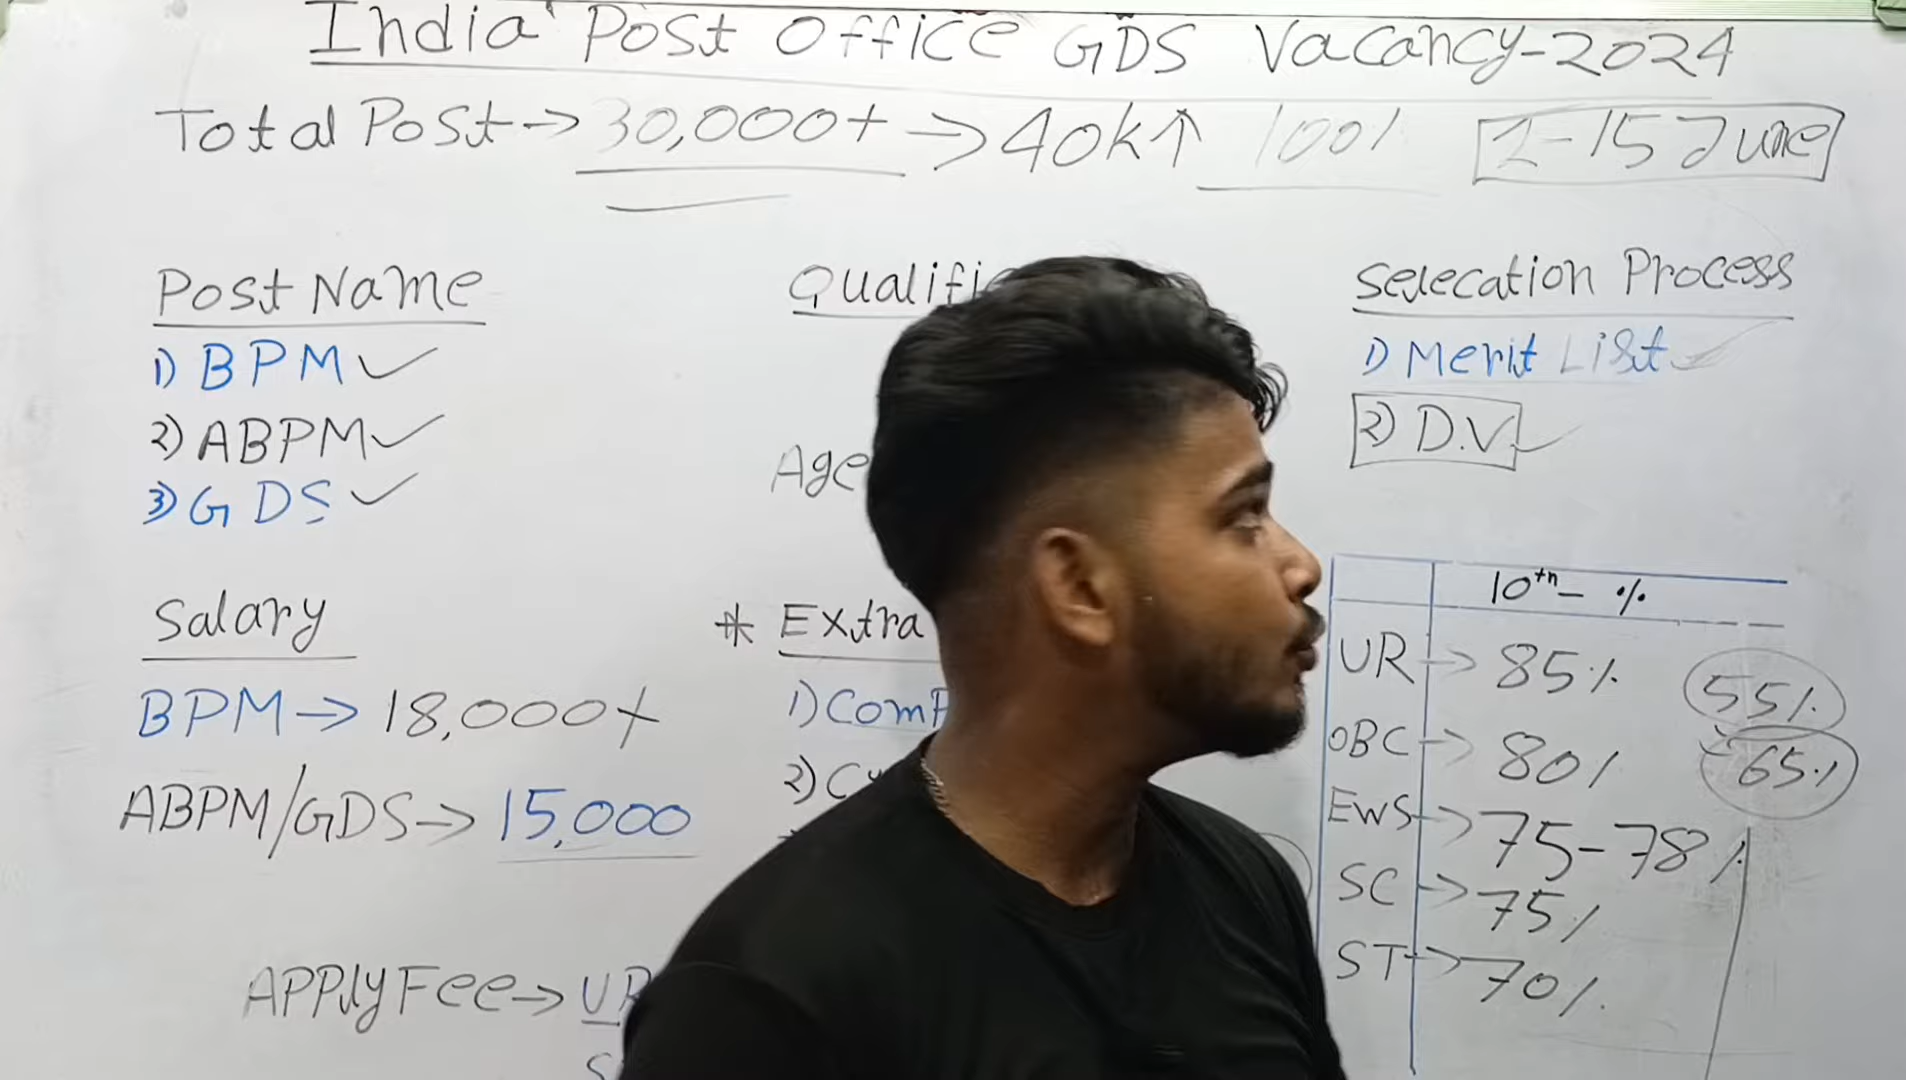 India Post Office GDS Vacancy-2024
Total Post → 30,000+ → 40k↑ 100% 1-15 June
Post Name
1) BPM ✓
2) ABPM ✓
3) GDS ✓
Salary
BPM → 18,000+
ABPM/GDS → 15,000
Apply Fee → UR
Age
* Extra
1)
2)
Selecation Process
1) Merit List ✓
2) D.V. ✓
10th - %
UR → 85% 55%
OBC → 80% 65%
EWS → 75-78%
SC → 75%
ST → 70%